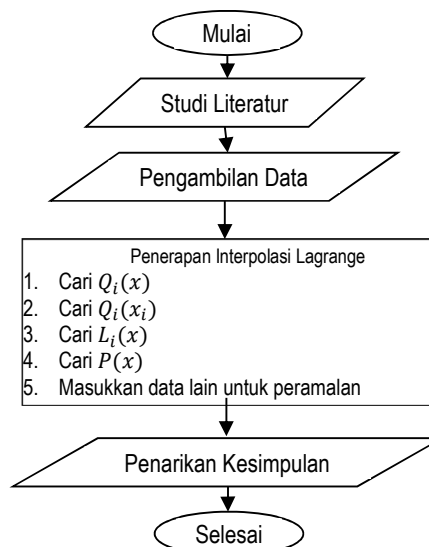 Mulai
Studi Literatur
Pengambilan Data
Penerapan Interpolasi Lagrange
1. Cari $Q_i(x)$
2. Cari $Q_i(x_i)$
3. Cari $L_i(x)$
4. Cari $P(x)$
5. Masukkan data lain untuk peramalan
Penarikan Kesimpulan
Selesai